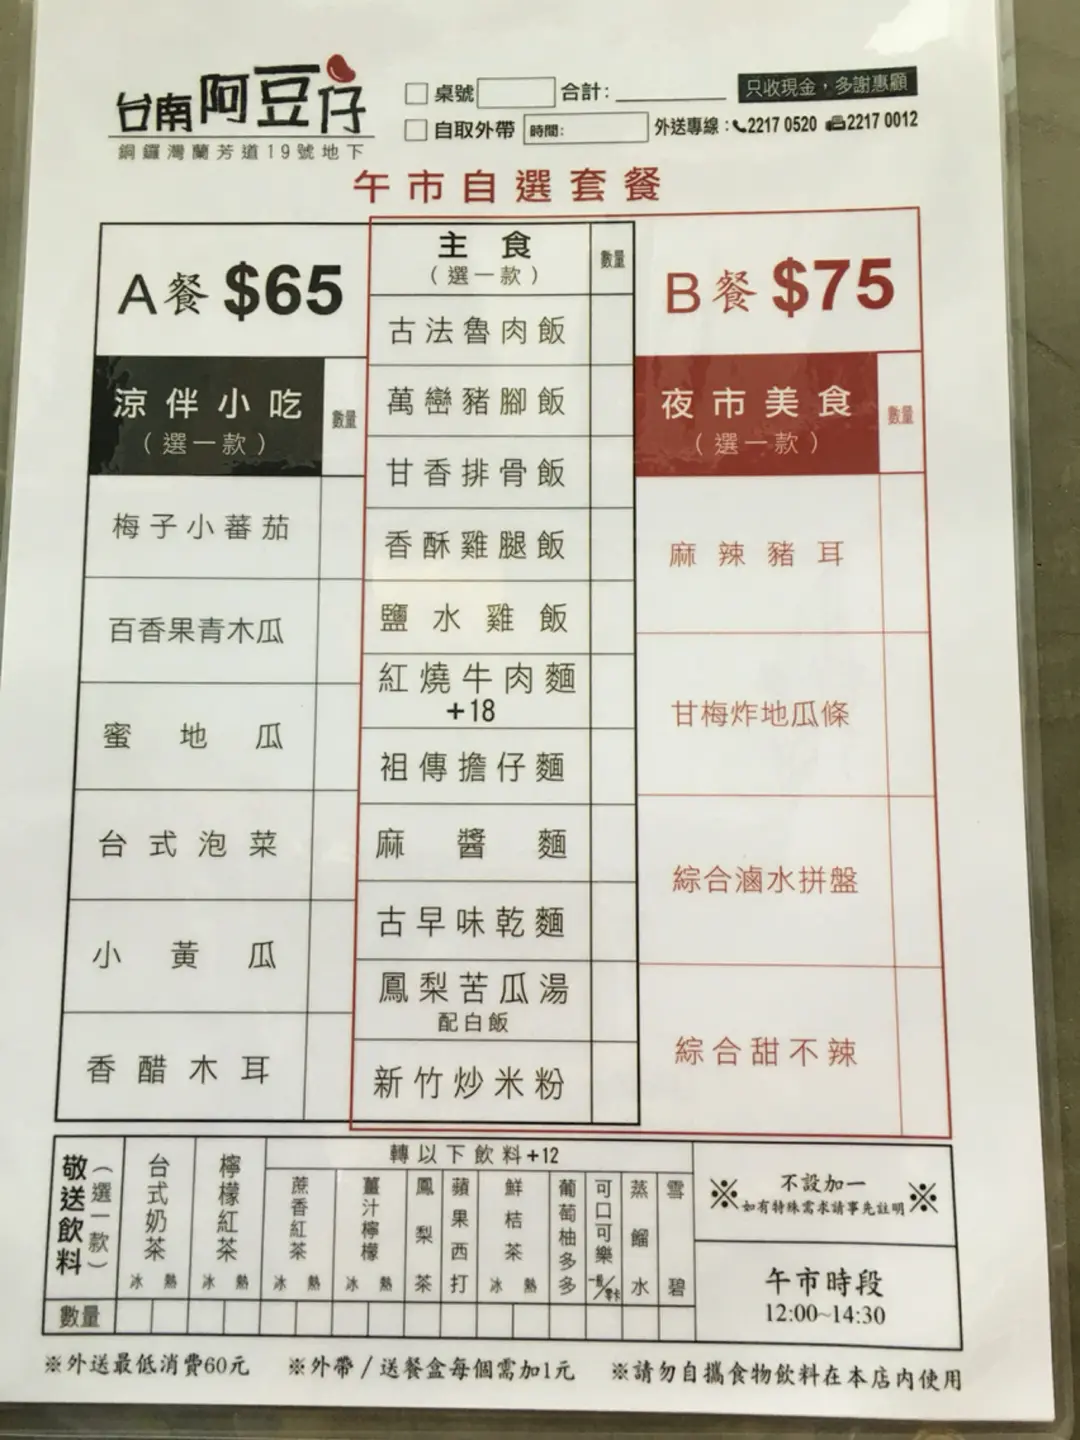 台南阿豆仔
銅鑼灣蘭芳道19號地下
桌號 合計:
只收現金,多謝惠顧
自取外帶 時間:
外送專線:2217 0520 2217 0012
午市自選套餐
A餐 $65
涼伴小吃 數量
(選一款)
梅子小蕃茄
百香果青木瓜
蜜地瓜
台式泡菜
小黃瓜
香醋木耳
主食 數量
(選一款)
古法魯肉飯
萬巒豬腳飯
甘香排骨飯
香酥雞腿飯
鹽水雞飯
紅燒牛肉麵
+18
祖傳擔仔麵
麻醬麵
古早味乾麵
鳳梨苦瓜湯
配白飯
新竹炒米粉
B餐 $75
夜市美食 數量
(選一款)
麻辣豬耳
甘梅炸地瓜條
綜合滷水拼盤
綜合甜不辣
敬送飲料
(選一款)
台式奶茶
冰 熱
檸檬紅茶
冰 熱
轉以下飲料+12
蔗香紅茶
冰 熱
薑汁檸檬
冰 熱
鳳梨茶
蘋果西打
鮮桔茶
冰 熱
葡萄柚多多
可口可樂
一般/零卡
蒸餾水
雪碧
數量
※ 不設加一 ※
如有特殊需求請事先註明
午市時段
12:00~14:30
※外送最低消費60元 ※外帶/送餐盒每個需加1元 ※請勿自攜食物飲料在本店內使用